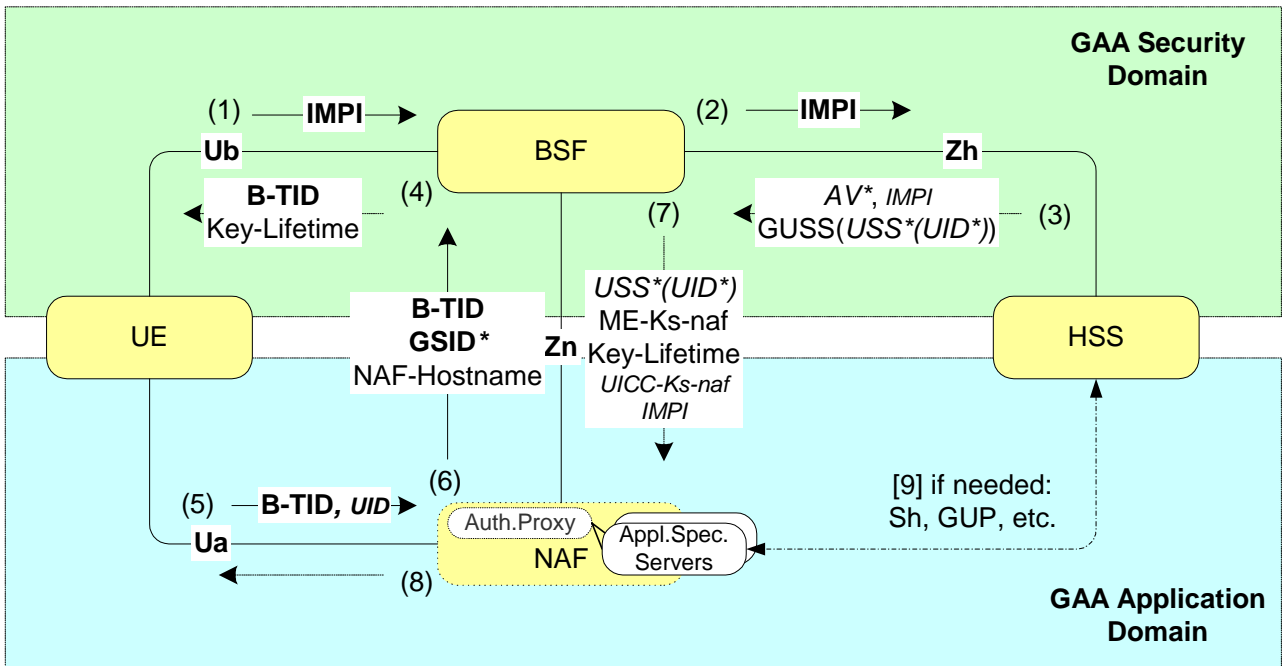 GAA Security
Domain
(1)
IMPI
(2)
IMPI
BSF
Ub
Zh
B-TID
Key-Lifetime
(4)
(7)
AV*, IMPI
GUSS(USS*(UID*))
(3)
B-TID
GSID*
NAF-Hostname
Zn
USS*(UID*)
ME-Ks-naf
Key-Lifetime
UICC-Ks-naf
IMPI
UE
HSS
(5)
B-TID, UID
(6)
[9] if needed:
Sh, GUP, etc.
Auth.Proxy
NAF
Appl.Spec.
Servers
Ua
(8)
GAA Application
Domain